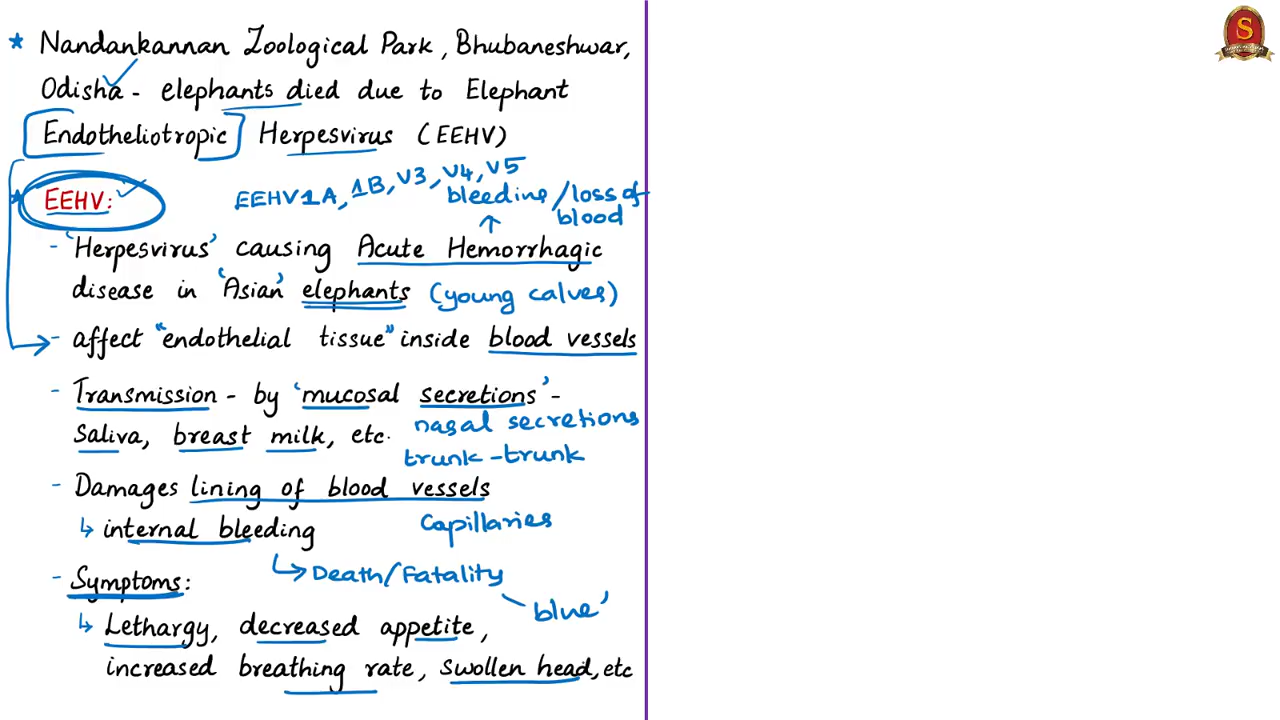 ★ Nandankannan Zoological Park, Bhubaneshwar,
Odisha - elephants died due to Elephant
Endotheliotropic Herpesvirus (EEHV)
★ EEHV:
EEHV1A, 1B, V3, V4, V5
bleeding / loss of
blood
- 'Herpesvirus' causing Acute Hemorrhagic
disease in 'Asian' elephants (young calves)
- affect "endothelial tissue" inside blood vessels
- Transmission - by 'mucosal secretions' -
Saliva, breast milk, etc.
nasal secretions
trunk - trunk
- Damages lining of blood vessels
↳ internal bleeding
Capillaries
↳ Death/Fatality
- Symptoms:
blue'
↳ Lethargy, decreased appetite,
increased breathing rate, swollen head, etc
S